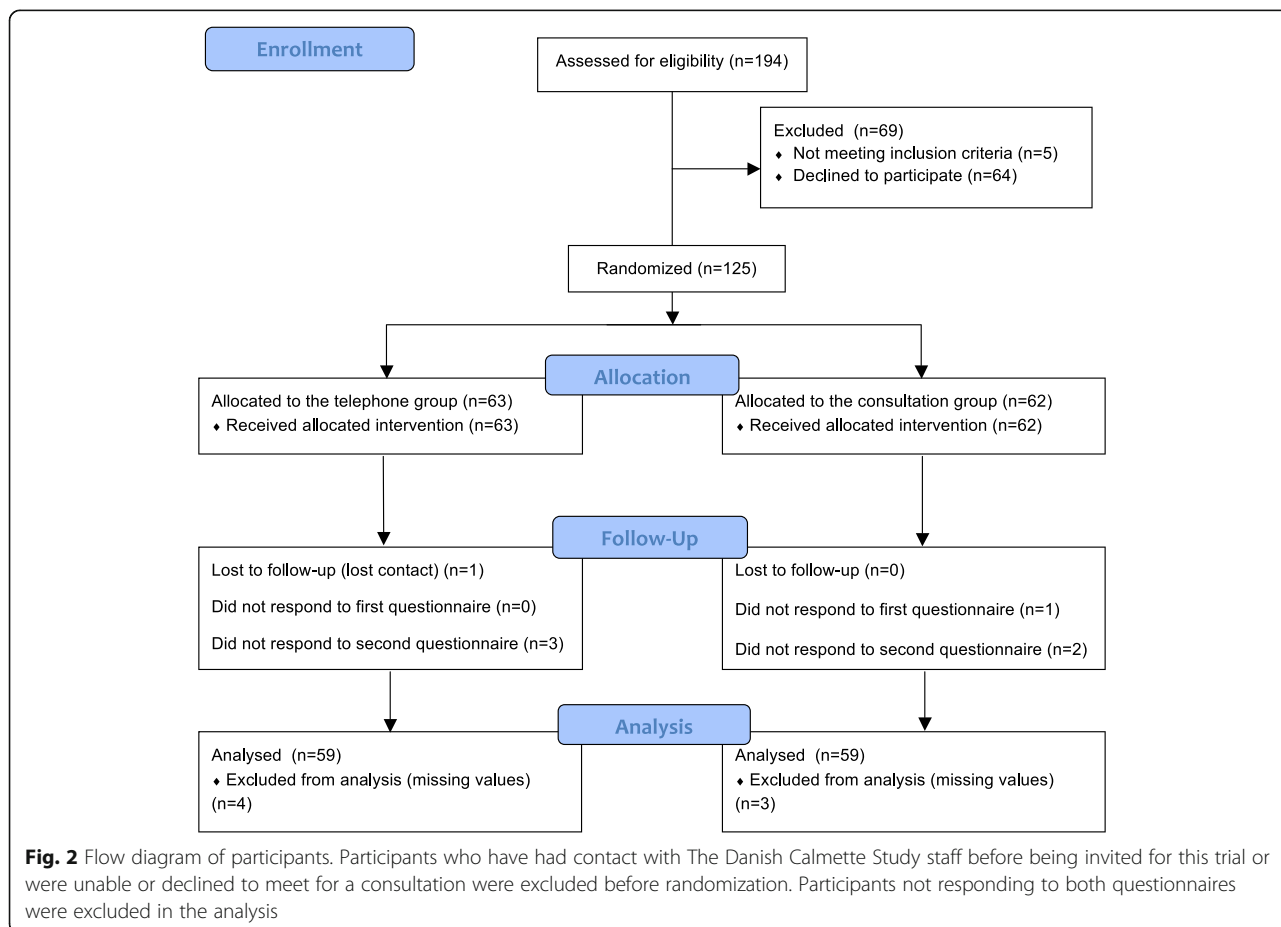 Enrollment
Assessed for eligibility (n=194)
Excluded (n=69)
♦ Not meeting inclusion criteria (n=5)
♦ Declined to participate (n=64)
Randomized (n=125)
Allocation
Allocated to the telephone group (n=63)
♦ Received allocated intervention (n=63)
Allocated to the consultation group (n=62)
♦ Received allocated intervention (n=62)
Follow-Up
Lost to follow-up (lost contact) (n=1)
Did not respond to first questionnaire (n=0)
Did not respond to second questionnaire (n=3)
Lost to follow-up (n=0)
Did not respond to first questionnaire (n=1)
Did not respond to second questionnaire (n=2)
Analysis
Analysed (n=59)
♦ Excluded from analysis (missing values)
(n=4)
Analysed (n=59)
♦ Excluded from analysis (missing values)
(n=3)
Fig. 2 Flow diagram of participants. Participants who have had contact with The Danish Calmette Study staff before being invited for this trial or
were unable or declined to meet for a consultation were excluded before randomization. Participants not responding to both questionnaires
were excluded in the analysis